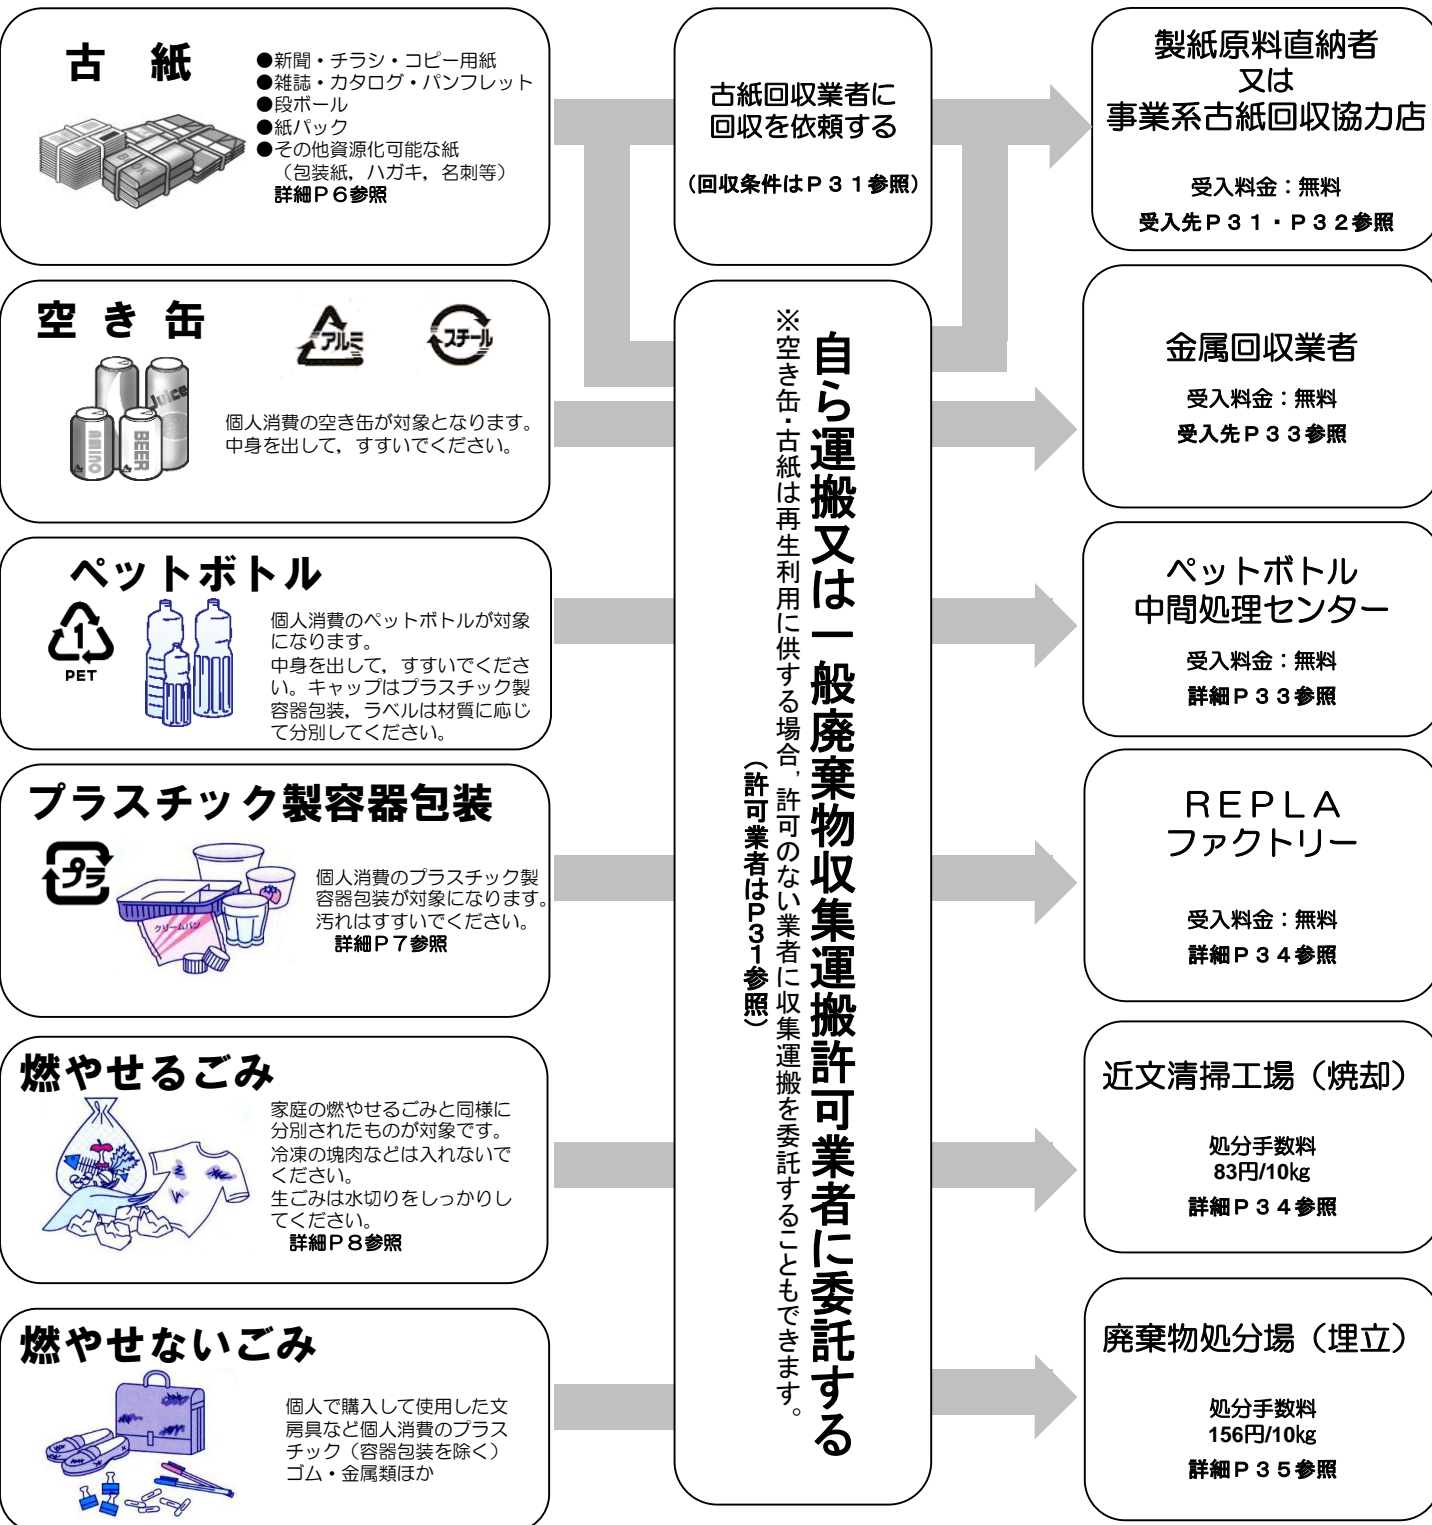 古　紙
●新聞・チラシ・コピー用紙
●雑誌・カタログ・パンフレット
●段ボール
●紙パック
●その他資源化可能な紙
（包装紙，ハガキ，名刺等）
詳細Ｐ６参照
古紙回収業者に
回収を依頼する
（回収条件はＰ３１参照）
製紙原料直納者
又は
事業系古紙回収協力店
受入料金：無料
受入先Ｐ３１・Ｐ３２参照
空き缶
アルミ
スチール
Juice
AMINO
BEER
個人消費の空き缶が対象となります。
中身を出して，すすいでください。
金属回収業者
受入料金：無料
受入先Ｐ３３参照
自ら運搬又は一般廃棄物収集運搬許可業者に委託する
※空き缶・古紙は再生利用に供する場合，許可のない業者に収集運搬を委託することもできます。
（許可業者はＰ３１参照）
ペットボトル
1
PET
個人消費のペットボトルが対象
になります。
中身を出して，すすいでくださ
い。キャップはプラスチック製
容器包装，ラベルは材質に応じ
て分別してください。
ペットボトル
中間処理センター
受入料金：無料
詳細Ｐ３３参照
プラスチック製容器包装
プラ
クリームパン
個人消費のプラスチック製
容器包装が対象になります。
汚れはすすいでください。
詳細Ｐ７参照
ＲＥＰＬＡ
ファクトリー
受入料金：無料
詳細Ｐ３４参照
燃やせるごみ
家庭の燃やせるごみと同様に
分別されたものが対象です。
冷凍の塊肉などは入れないで
ください。
生ごみは水切りをしっかりし
てください。
詳細Ｐ８参照
近文清掃工場（焼却）
処分手数料
83円/10㎏
詳細Ｐ３４参照
燃やせないごみ
個人で購入して使用した文
房具など個人消費のプラス
チック（容器包装を除く）
ゴム・金属類ほか
廃棄物処分場（埋立）
処分手数料
156円/10㎏
詳細Ｐ３５参照